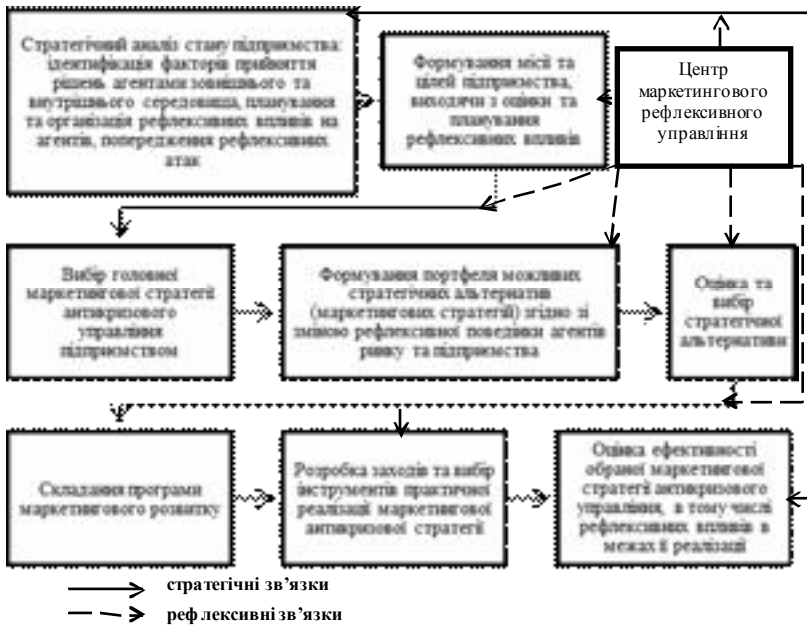 Стратегічний аналіз стану підприємства:
ідентифікація факторів прийняття
рішень агентами зовнішнього та
внутрішнього середовища, планування
та організація рефлексивних впливів на
агентів, попередження рефлексивних
атак
Формування місії та
цілей підприємства,
виходячи з оцінки та
планування
рефлексивних впливів
Центр
маркетингового
рефлексивного
управління
Вибір головної
маркетингової стратегії
антикризового
управління
підприємством
Формування портфеля можливих
стратегічних альтернатив
(маркетингових стратегій) згідно зі
зміною рефлексивної поведінки агентів
ринку та підприємства
Оцінка та
вибір
стратегічної
альтернативи
Складання програми
маркетингового розвитку
Розробка заходів та вибір
інструментів практичної
реалізації маркетингової
антикризової стратегії
Оцінка ефективності
обраної маркетингової
стратегії антикризового
управління, в тому числі
рефлексивних впливів в
межах її реалізації
стратегічні зв’язки
рефлексивні зв’язки